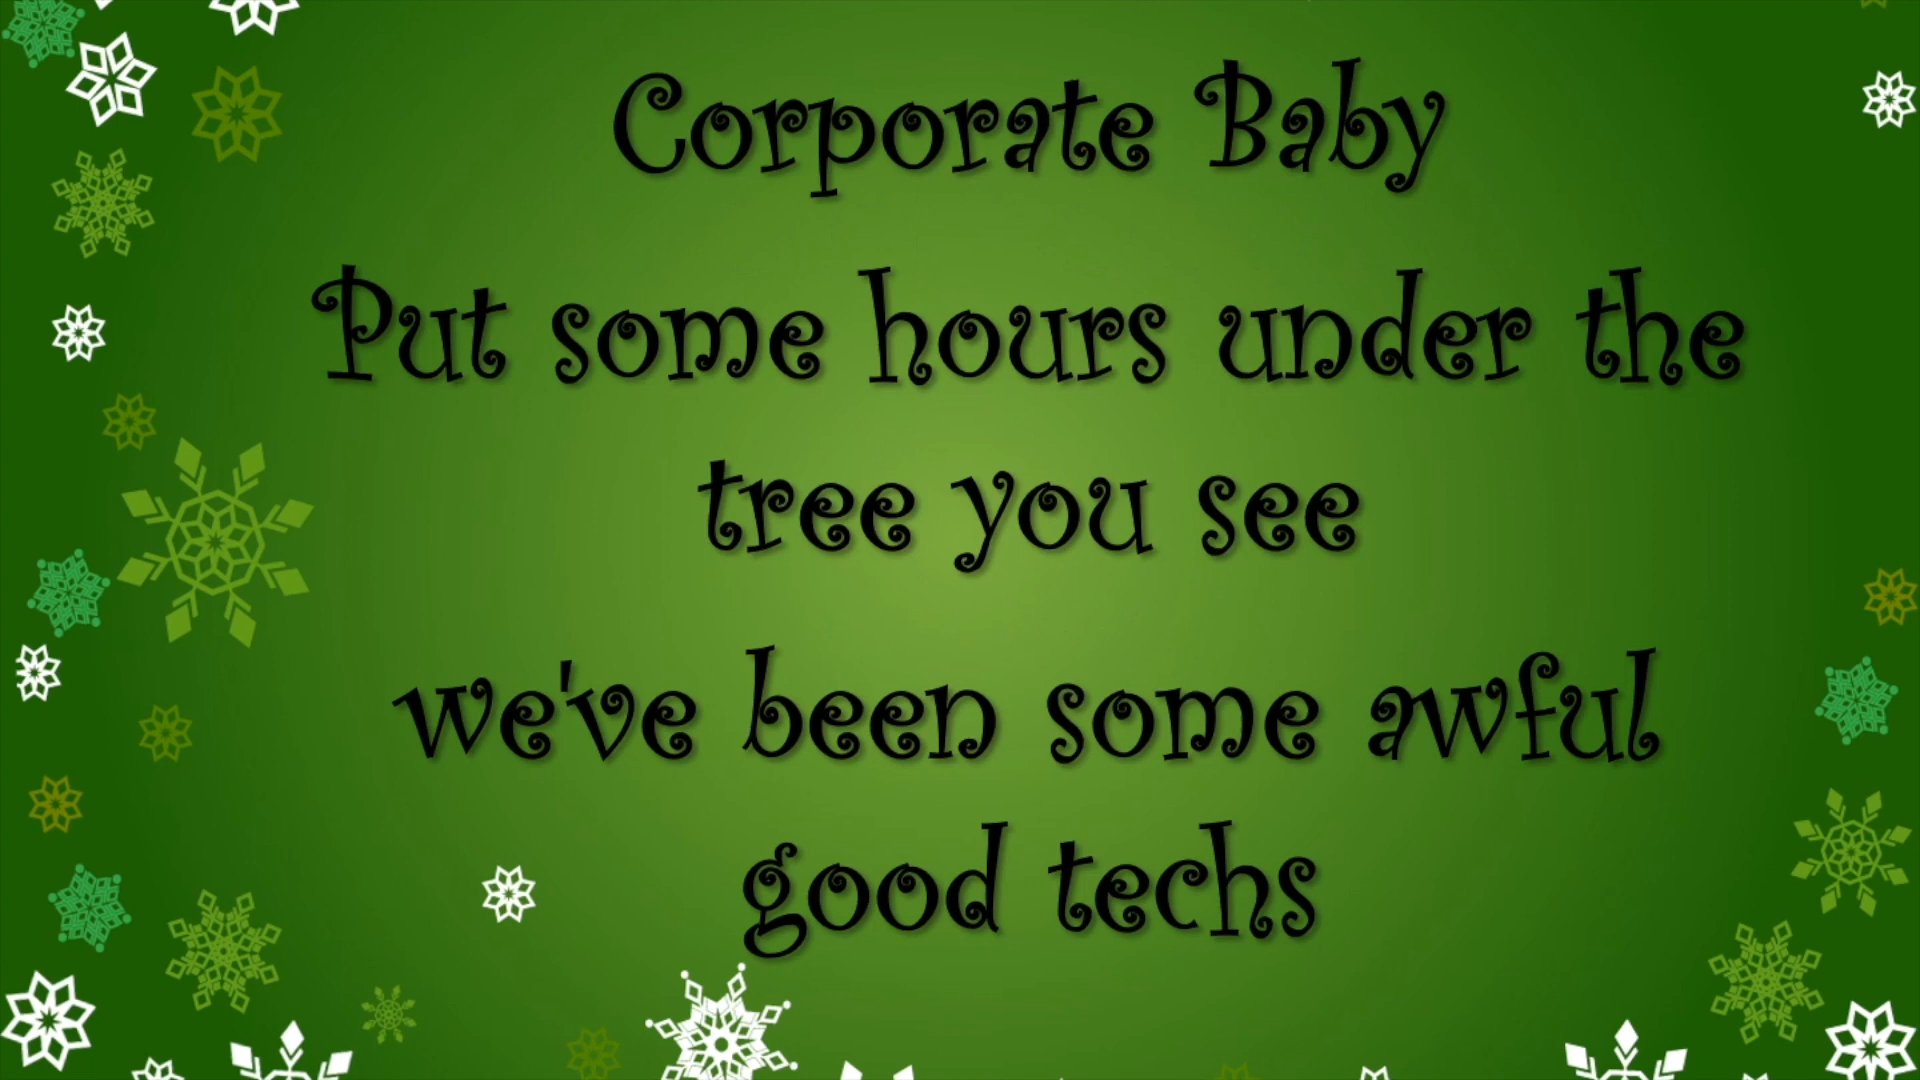 Corporate Baby
Put some hours under the
tree you see
we've been some awful
good techs